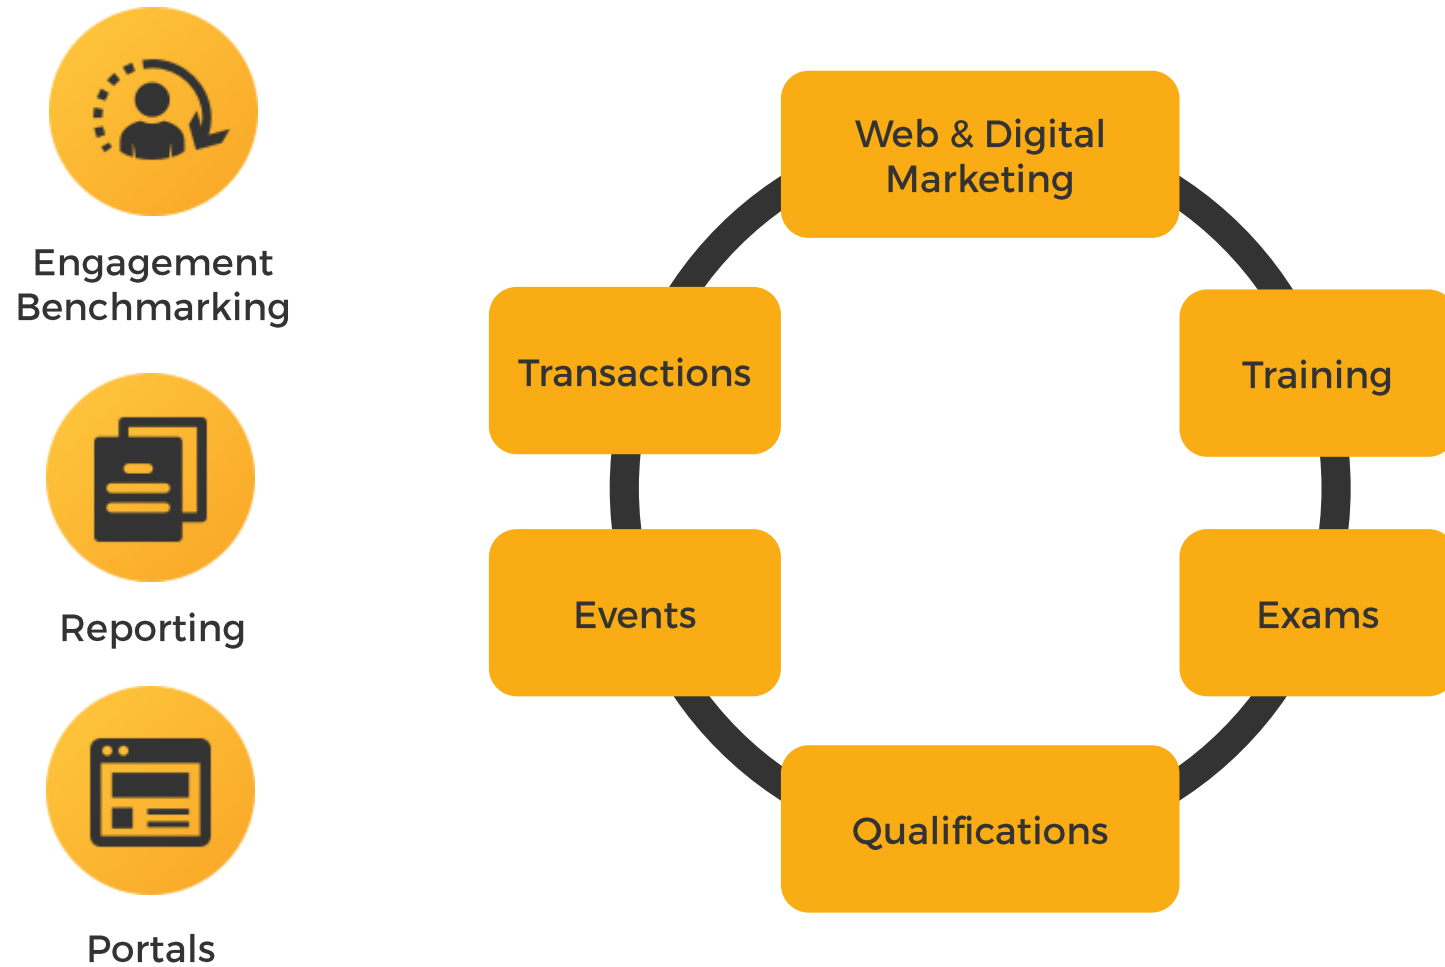 Engagement
Benchmarking
Reporting
Portals
Web & Digital
Marketing
Transactions
Training
Events
Exams
Qualifications